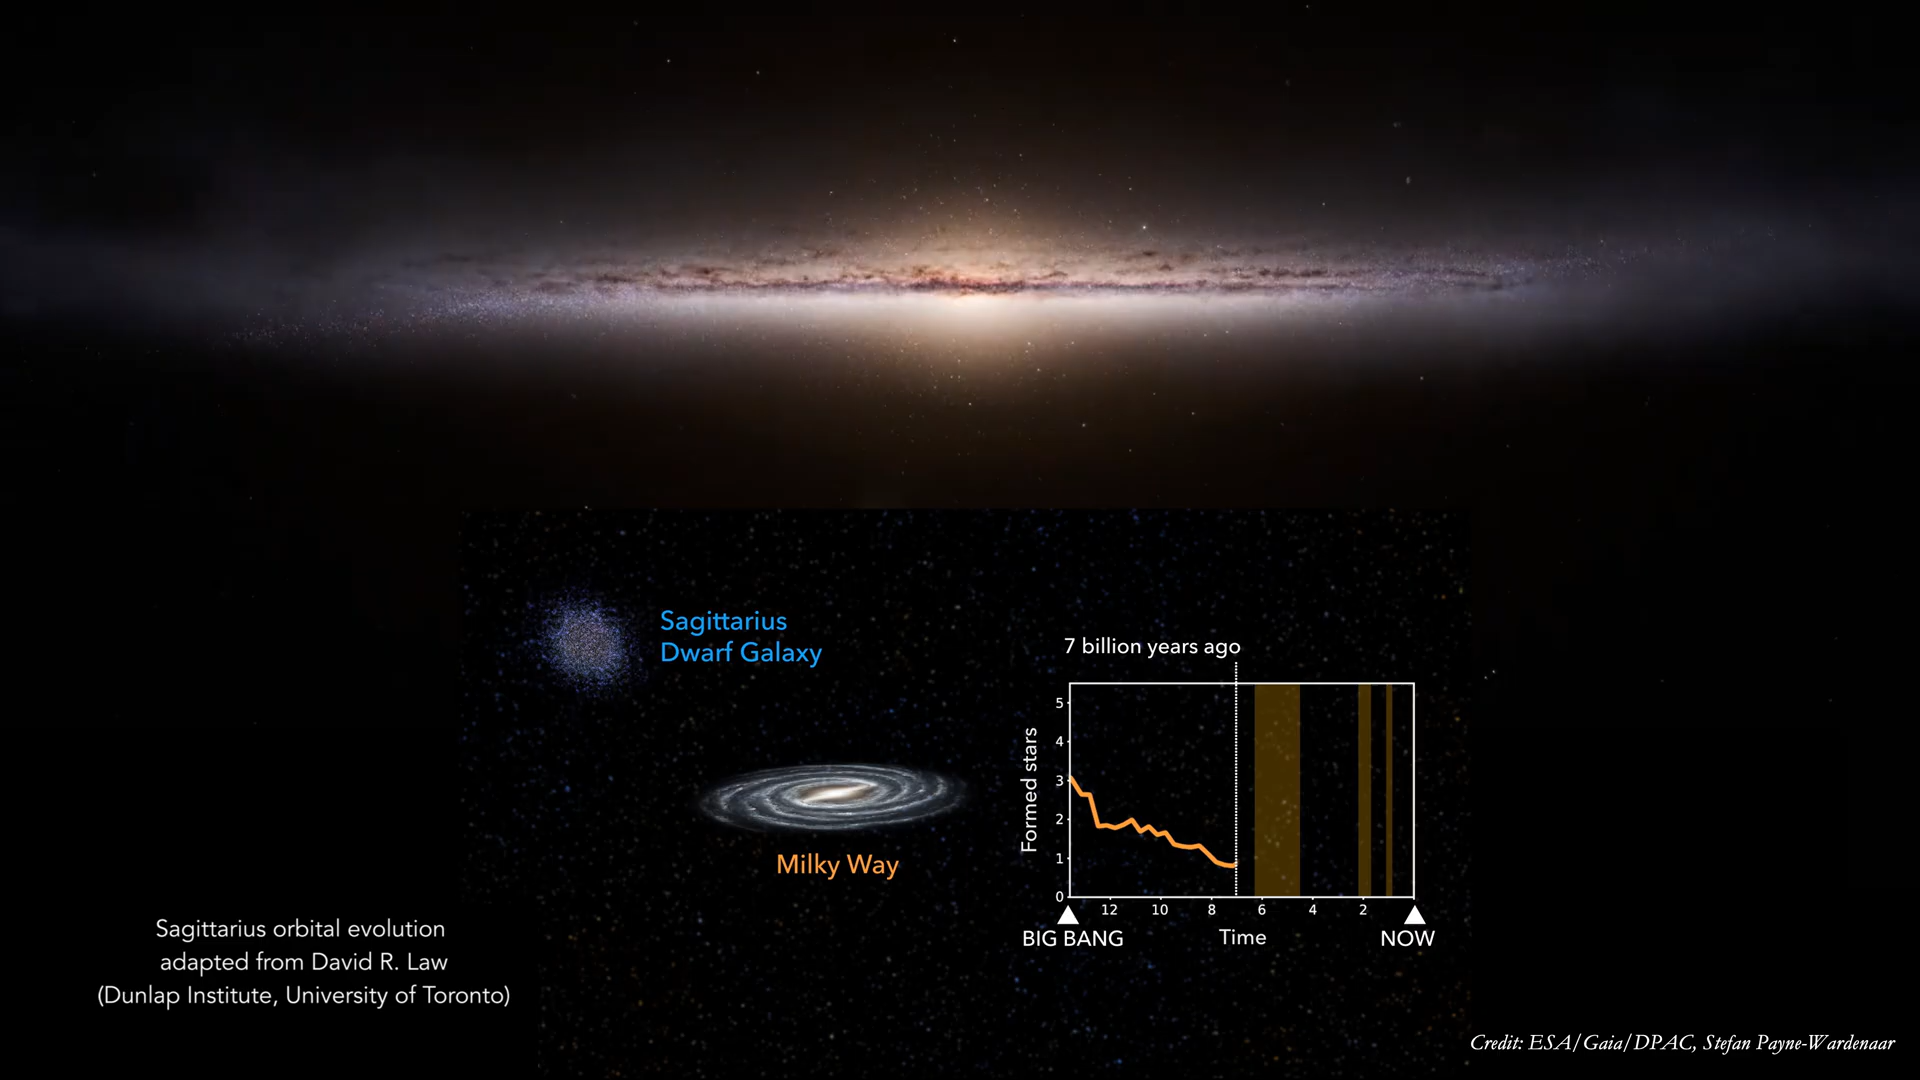 Sagittarius
Dwarf Galaxy
Milky Way
7 billion years ago
Formed stars
5
4
3
2
1
0
12 10 8 6 4 2
BIG BANG Time NOW
Sagittarius orbital evolution
adapted from David R. Law
(Dunlap Institute, University of Toronto)
Credit: ESA/Gaia/DPAC, Stefan Payne-Wardenaar